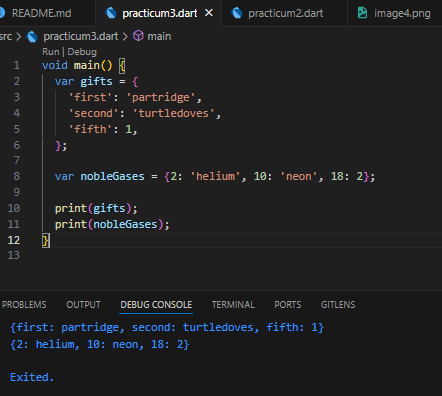 README.md practicum3.dart practicum2.dart image4.png
src > practicum3.dart > main
Run | Debug
1 void main() {
2 var gifts = {
3 'first': 'partridge',
4 'second': 'turtledoves',
5 'fifth': 1,
6 };
7
8 var nobleGases = {2: 'helium', 10: 'neon', 18: 2};
9
10 print(gifts);
11 print(nobleGases);
12 }
13
PROBLEMS OUTPUT DEBUG CONSOLE TERMINAL PORTS GITLENS
{first: partridge, second: turtledoves, fifth: 1}
{2: helium, 10: neon, 18: 2}
Exited.